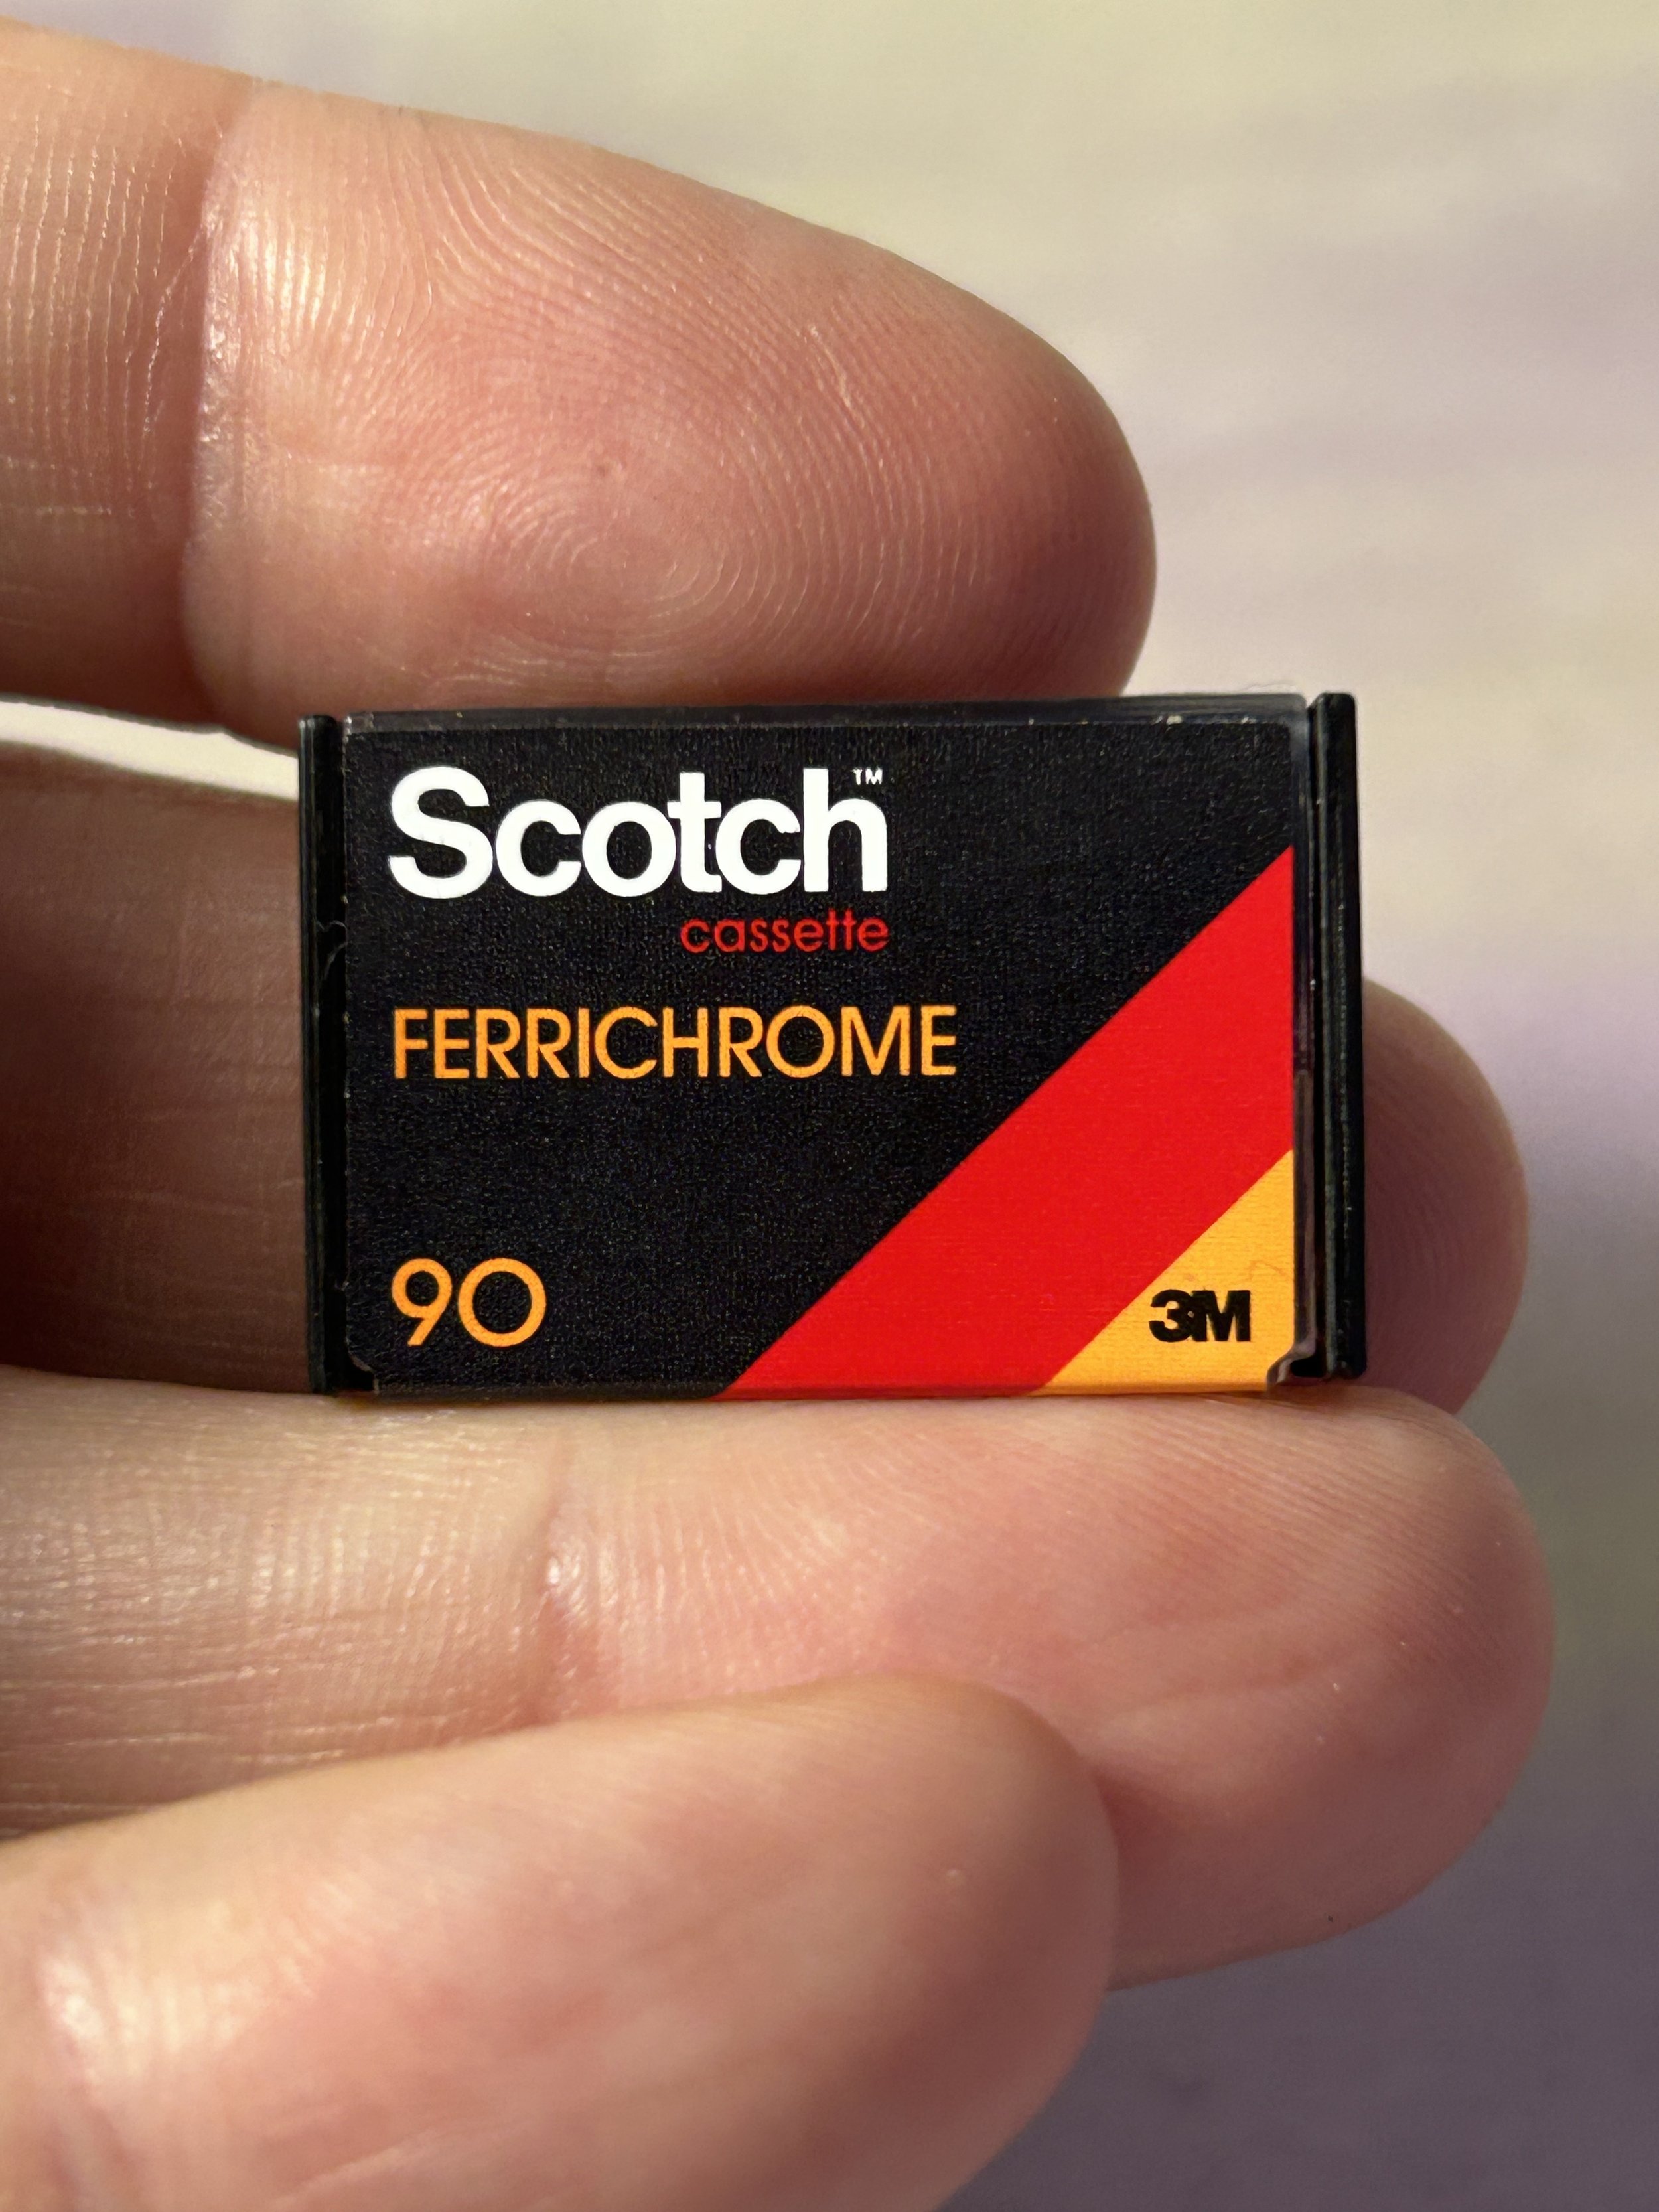 Scotch™
cassette
FERRICHROME
90
3M